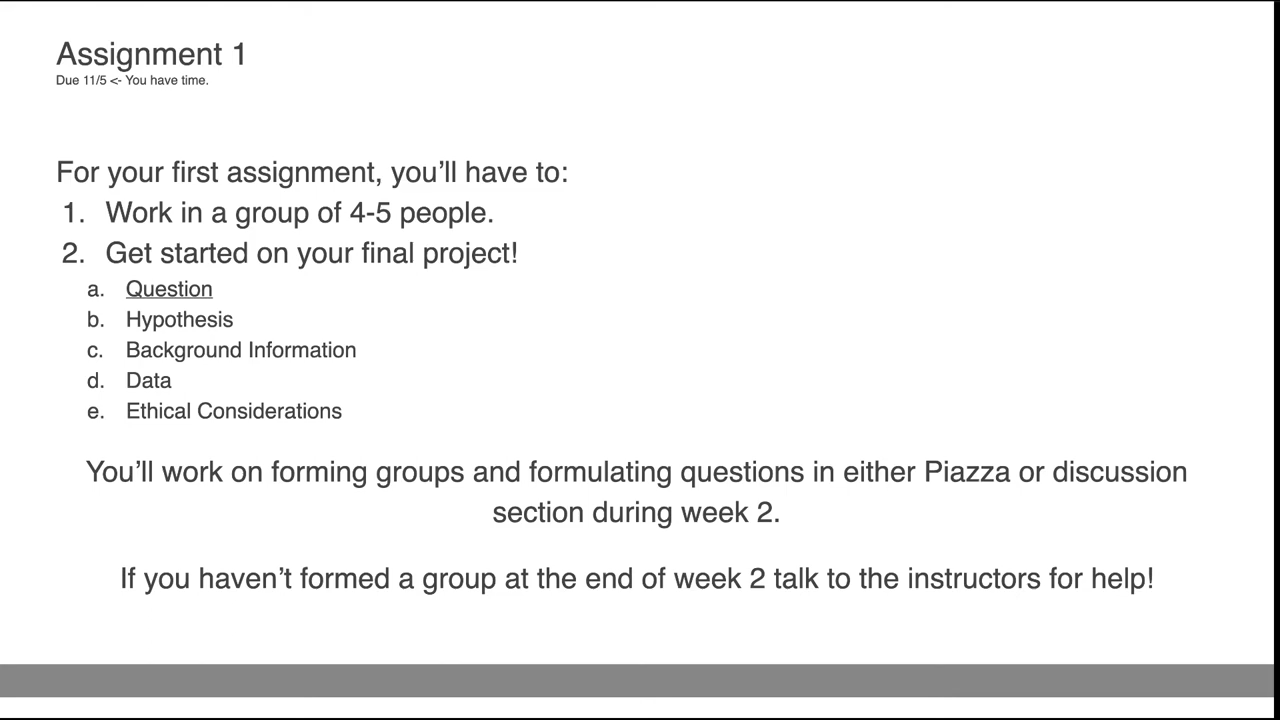 Assignment 1
Due 11/5 <- You have time.
For your first assignment, you’ll have to:
1. Work in a group of 4-5 people.
2. Get started on your final project!
a. Question
b. Hypothesis
c. Background Information
d. Data
e. Ethical Considerations
You’ll work on forming groups and formulating questions in either Piazza or discussion
section during week 2.
If you haven’t formed a group at the end of week 2 talk to the instructors for help!